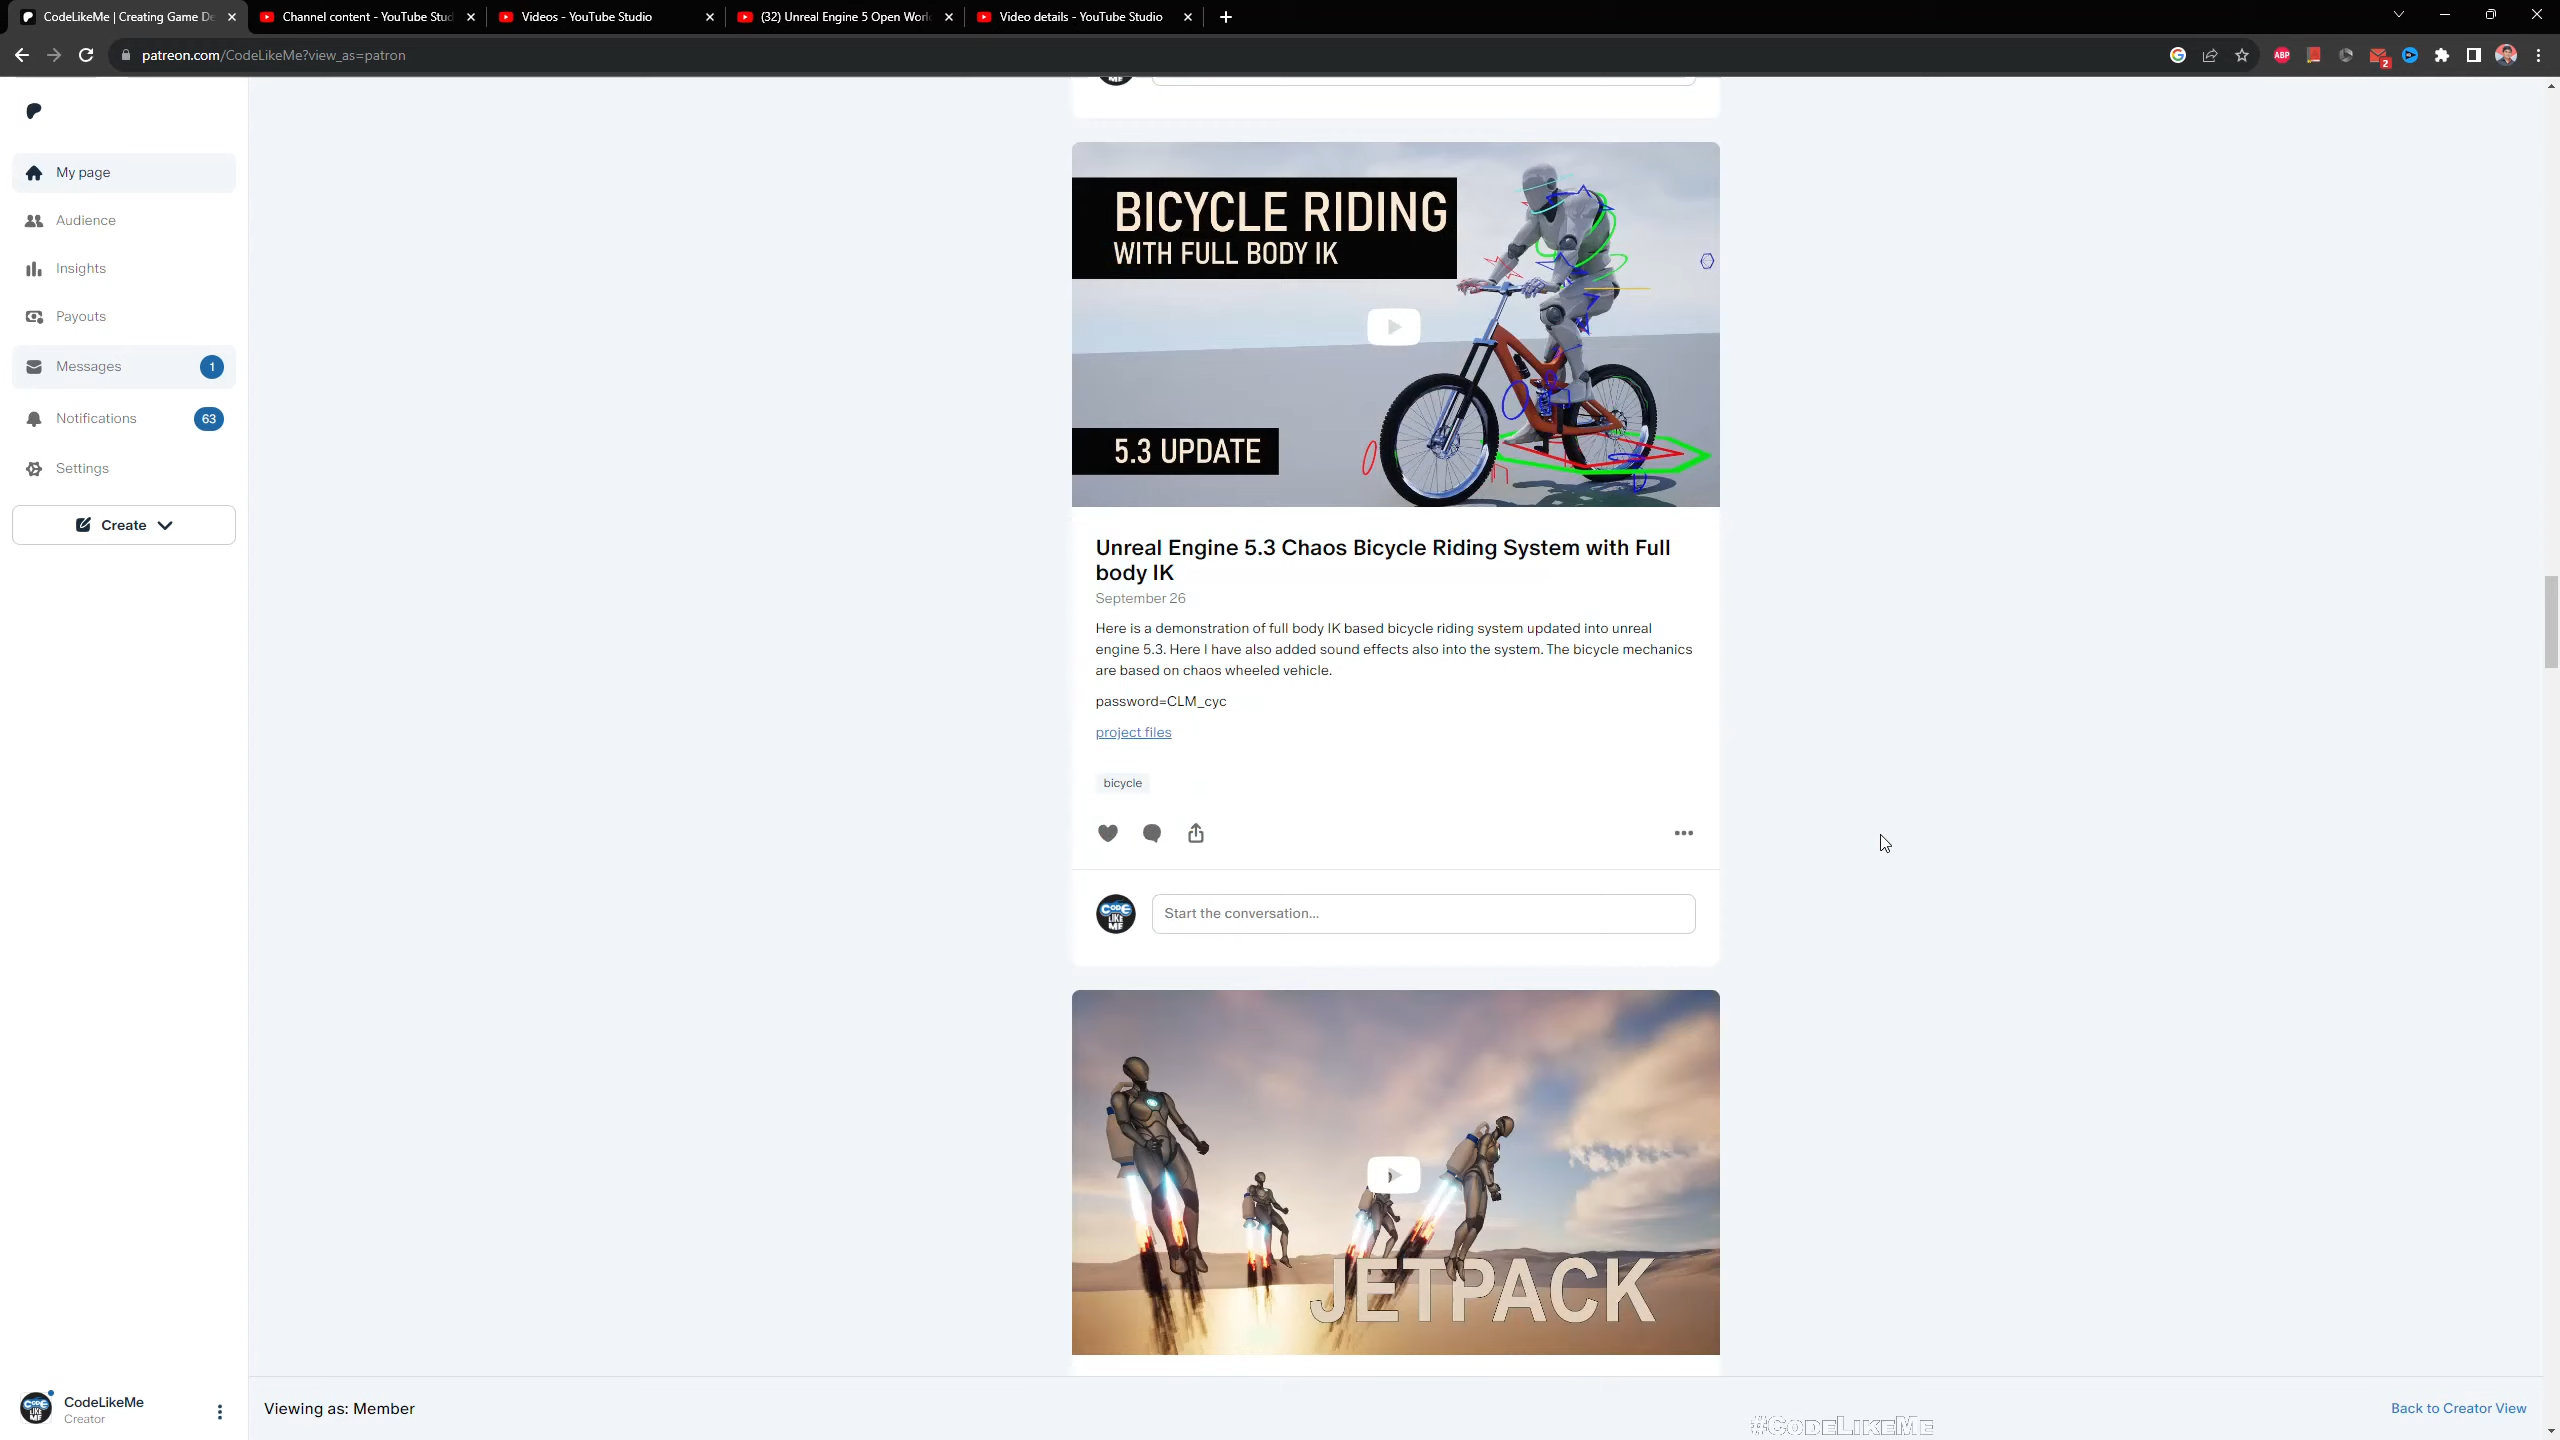 CodeLikeMe | Creating Game De
Channel content - YouTube Stud
Videos - YouTube Studio
(32) Unreal Engine 5 Open Worl
Video details - YouTube Studio
patreon.com/CodeLikeMe?view_as=patron
ABP
2
My page
Audience
Insights
Payouts
Messages
1
Notifications
63
Settings
Create
BICYCLE RIDING
WITH FULL BODY IK
5.3 UPDATE
Unreal Engine 5.3 Chaos Bicycle Riding System with Full
body IK
September 26
Here is a demonstration of full body IK based bicycle riding system updated into unreal
engine 5.3. Here I have also added sound effects also into the system. The bicycle mechanics
are based on chaos wheeled vehicle.
password=CLM_cyc
project files
bicycle
CODE
LIKE
ME
Start the conversation...
JETPACK
CodeLikeMe
Creator
Viewing as: Member
#CODELIKEME
Back to Creator View